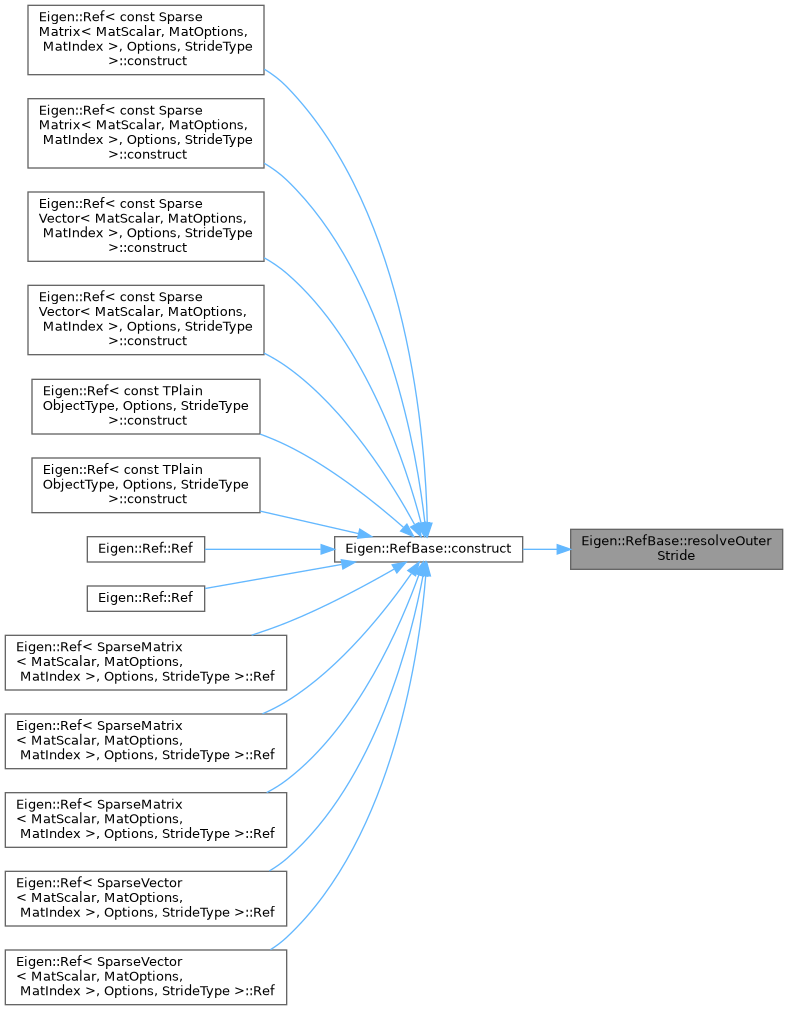 Eigen::Ref< const Sparse
Matrix< MatScalar, MatOptions,
MatIndex >, Options, StrideType
>::construct
Eigen::Ref< const Sparse
Matrix< MatScalar, MatOptions,
MatIndex >, Options, StrideType
>::construct
Eigen::Ref< const Sparse
Vector< MatScalar, MatOptions,
MatIndex >, Options, StrideType
>::construct
Eigen::Ref< const Sparse
Vector< MatScalar, MatOptions,
MatIndex >, Options, StrideType
>::construct
Eigen::Ref< const TPlain
ObjectType, Options, StrideType
>::construct
Eigen::Ref< const TPlain
ObjectType, Options, StrideType
>::construct
Eigen::Ref::Ref
Eigen::RefBase::construct
Eigen::RefBase::resolveOuter
Stride
Eigen::Ref::Ref
Eigen::Ref< SparseMatrix
< MatScalar, MatOptions,
MatIndex >, Options, StrideType >::Ref
Eigen::Ref< SparseMatrix
< MatScalar, MatOptions,
MatIndex >, Options, StrideType >::Ref
Eigen::Ref< SparseMatrix
< MatScalar, MatOptions,
MatIndex >, Options, StrideType >::Ref
Eigen::Ref< SparseVector
< MatScalar, MatOptions,
MatIndex >, Options, StrideType >::Ref
Eigen::Ref< SparseVector
< MatScalar, MatOptions,
MatIndex >, Options, StrideType >::Ref